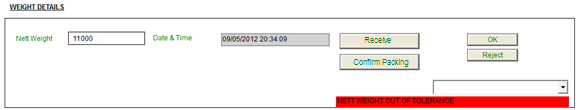 WEIGHT DETAILS
Nett Weight 11000 Date & Time 09/05/2012 20:34:09 Receive OK
Confirm Packing Reject
NETT WEIGHT OUT OF TOLERANCE